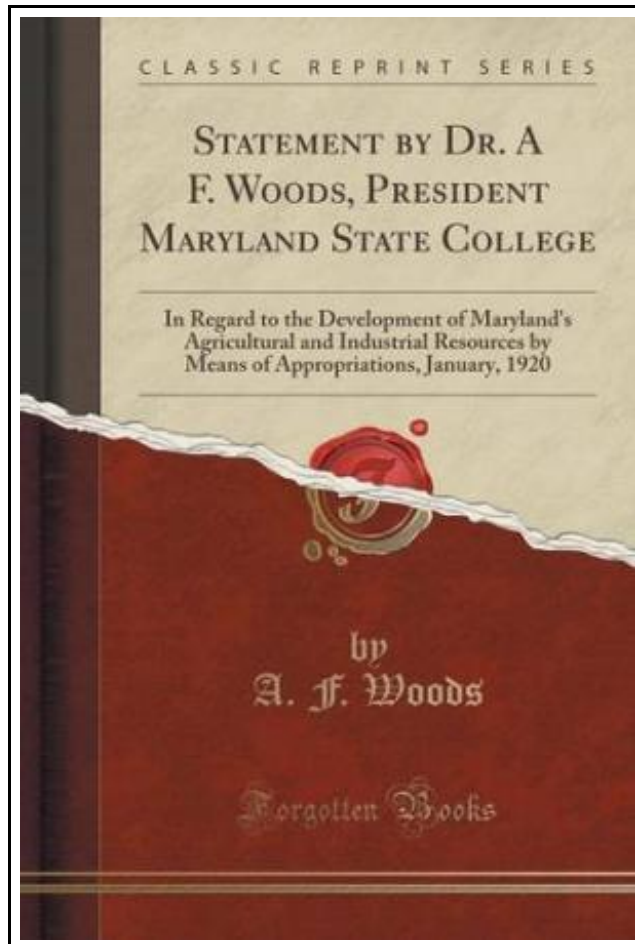 CLASSIC REPRINT SERIES
STATEMENT BY DR. A
F. WOODS, PRESIDENT
MARYLAND STATE COLLEGE
In Regard to the Development of Maryland's
Agricultural and Industrial Resources by
Means of Appropriations, January, 1920
F
by
A. F. Woods
Forgotten Books